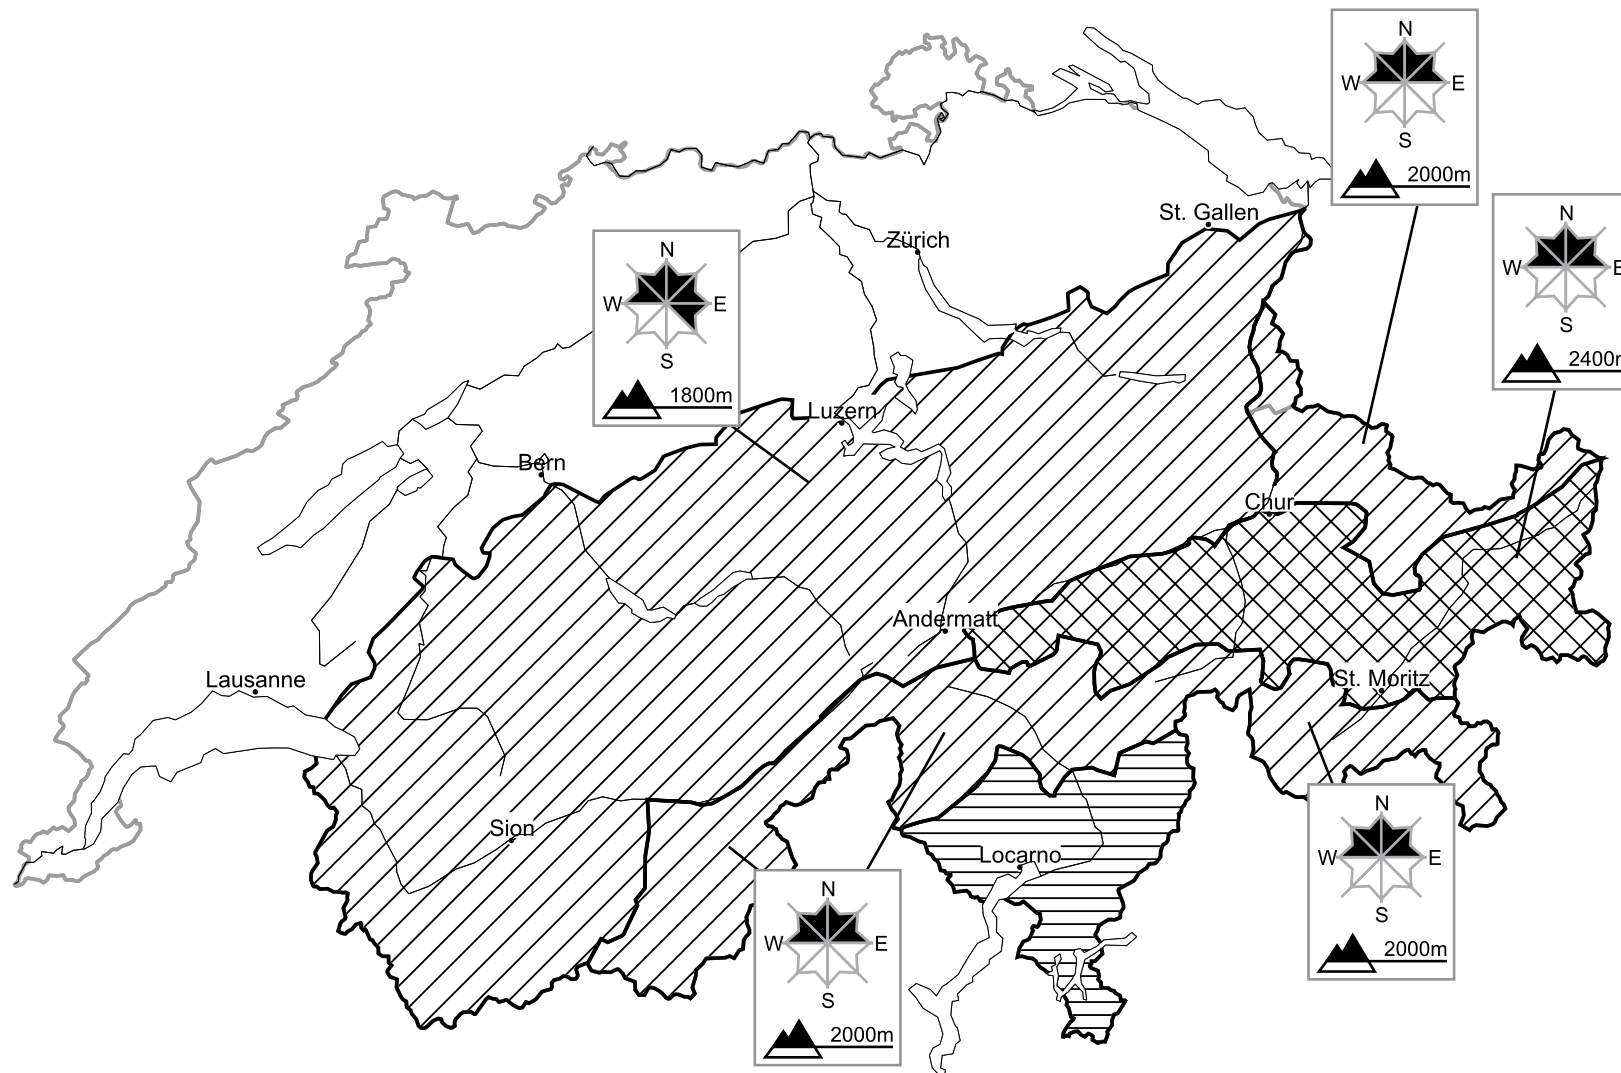 N
W E
S
2000m
St. Gallen
Zürich
N
W E
S
2400m
N
W E
S
1800m
Luzern
Bern
Chur
Andermatt
Lausanne
St. Moritz
Sion
Locarno
N
W E
S
2000m
N
W E
S
2000m